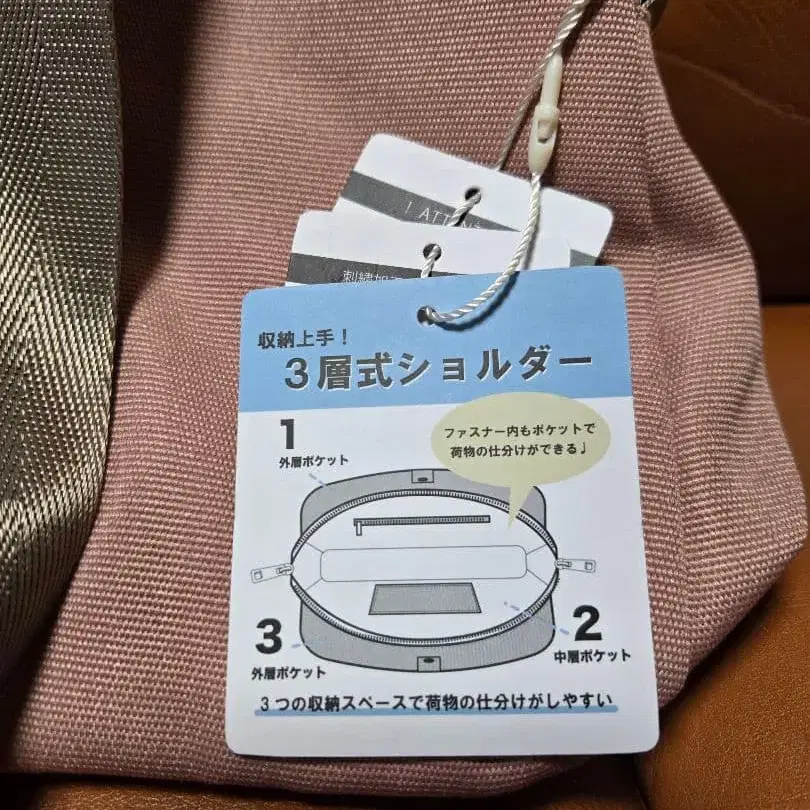 ! ATTEN
刺繍加
収納上手！
3層式ショルダー
ファスナー内もポケットで
荷物の仕分けができる♩
1
外層ポケット
3
外層ポケット
2
中層ポケット
3つの収納スペースで荷物の仕分けがしやすい